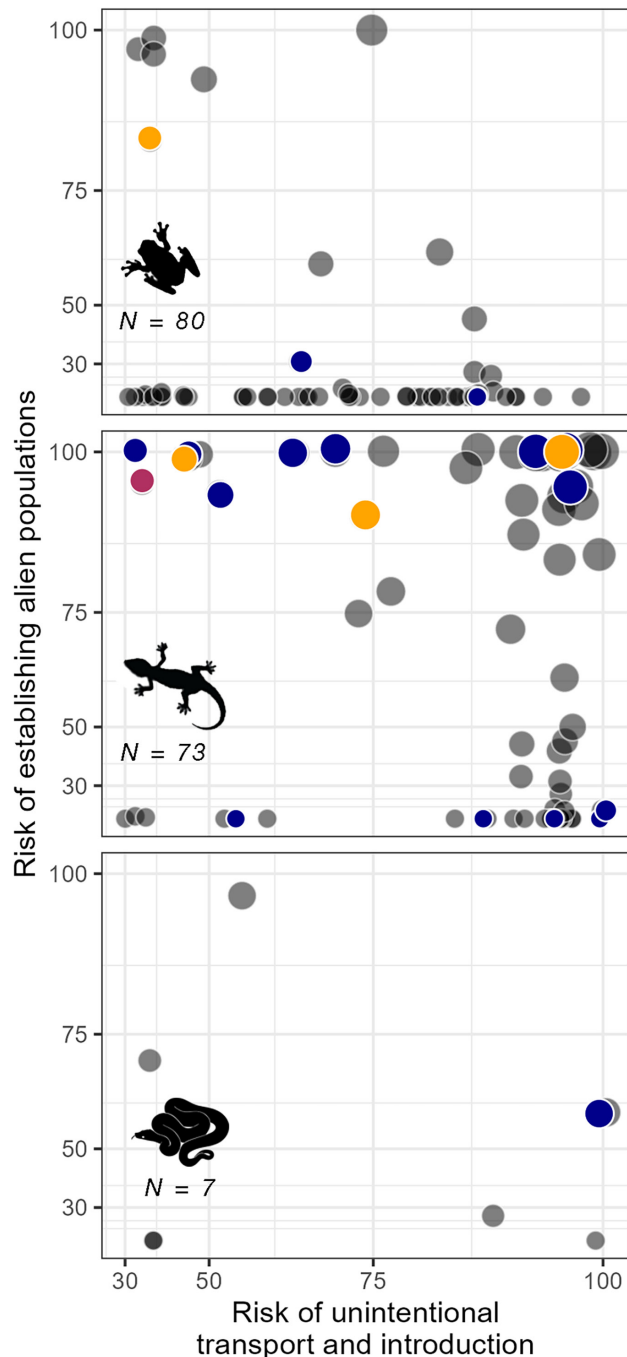 100
75
50
30
N = 80
100
75
50
30
N = 73
100
75
50
30
N = 7
30 50 75 100
Risk of establishing alien populations
Risk of unintentional
transport and introduction